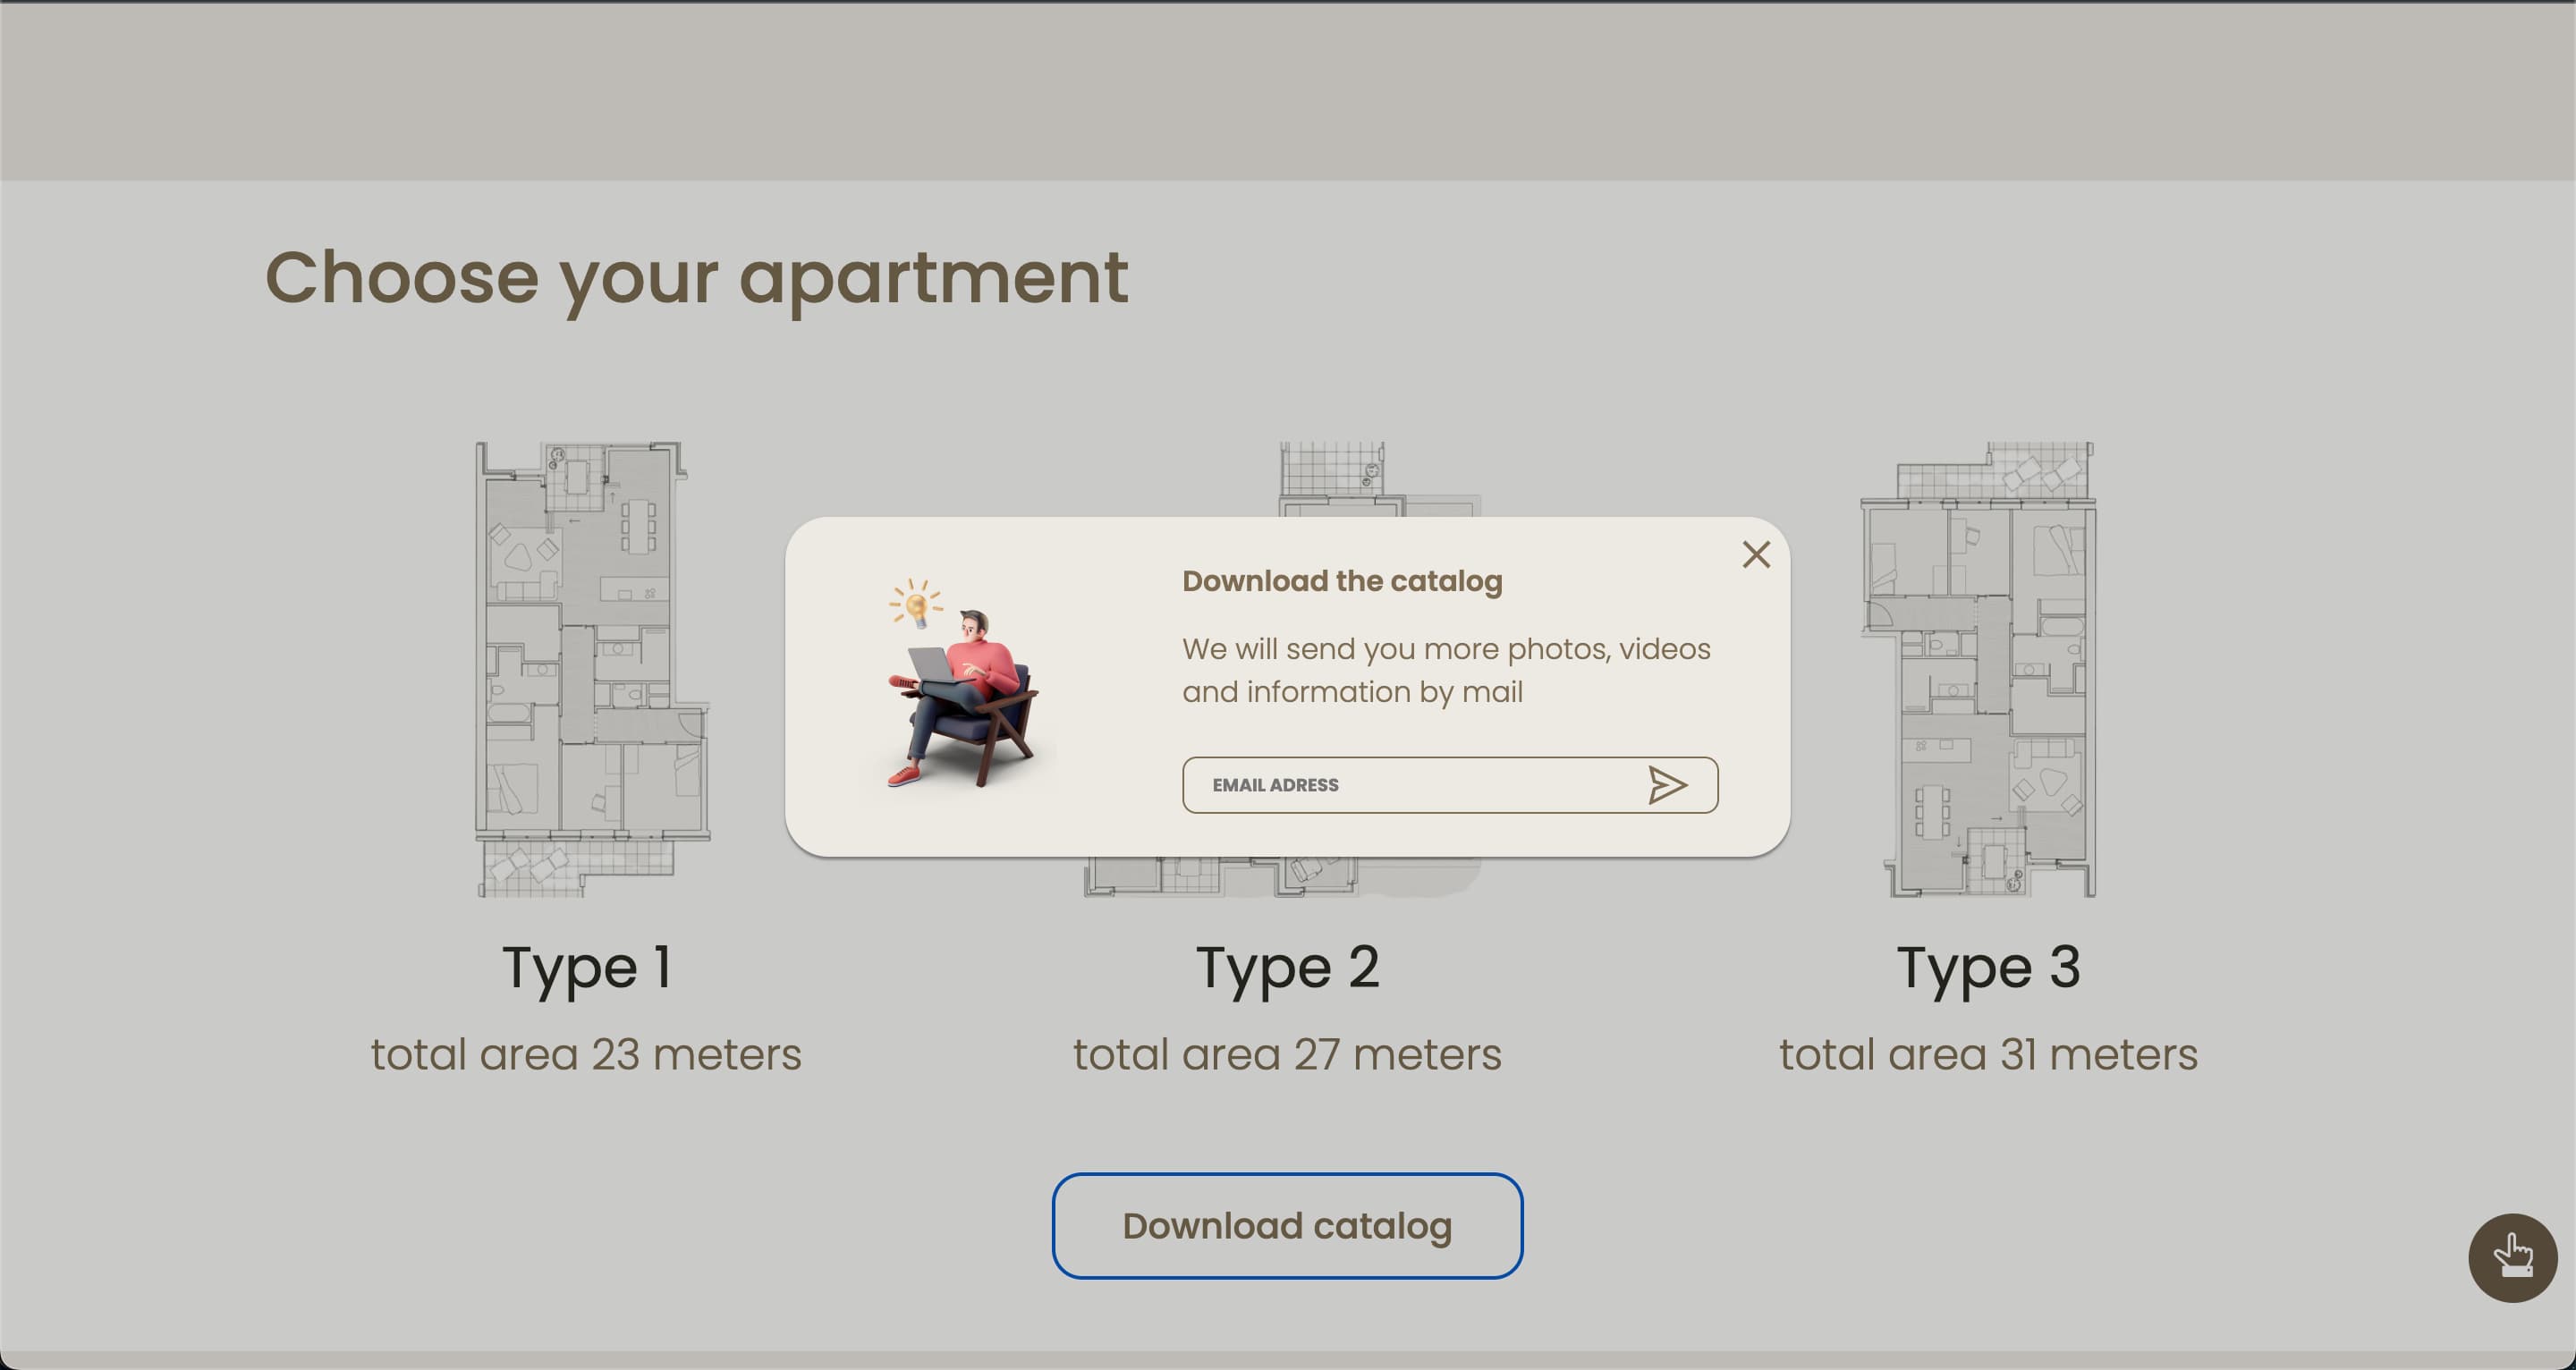 Choose your apartment
Download the catalog
We will send you more photos, videos
and information by mail
EMAIL ADRESS
Type 1
total area 23 meters
Type 2
total area 27 meters
Type 3
total area 31 meters
Download catalog